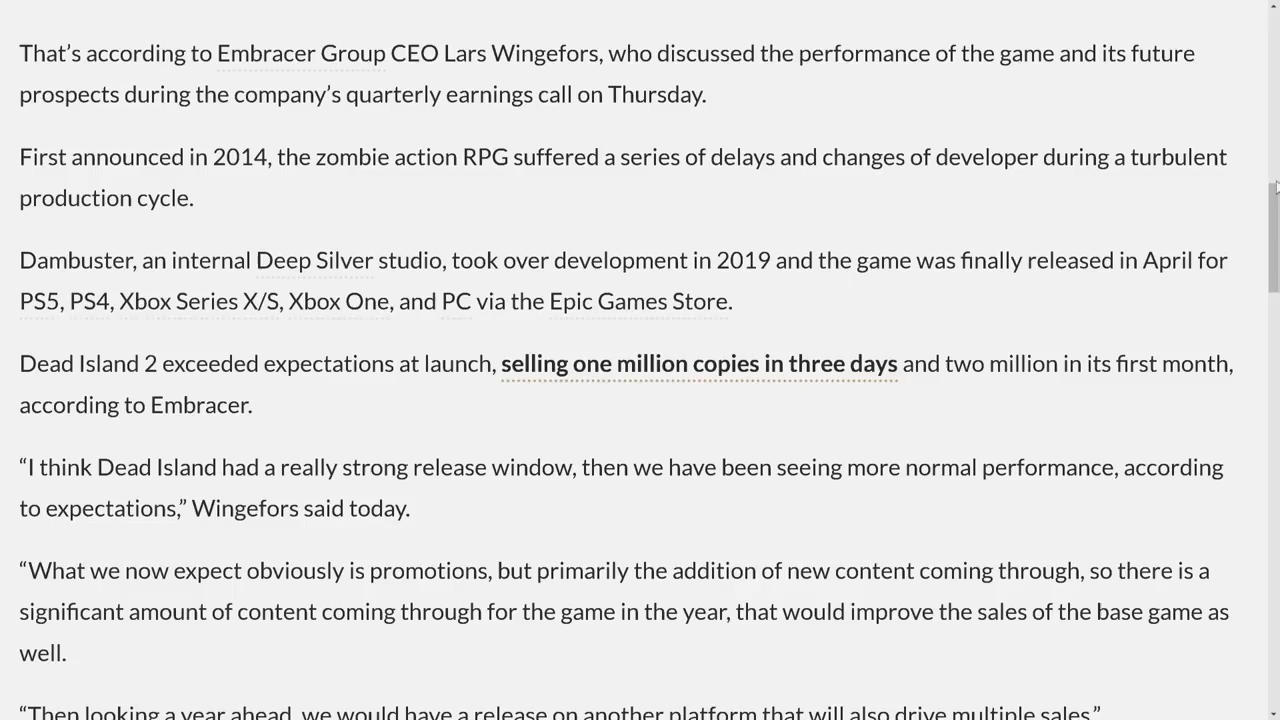 That’s according to Embracer Group CEO Lars Wingefors, who discussed the performance of the game and its future
prospects during the company’s quarterly earnings call on Thursday.
First announced in 2014, the zombie action RPG suffered a series of delays and changes of developer during a turbulent
production cycle.
Dambuster, an internal Deep Silver studio, took over development in 2019 and the game was finally released in April for
PS5, PS4, Xbox Series X/S, Xbox One, and PC via the Epic Games Store.
Dead Island 2 exceeded expectations at launch, selling one million copies in three days and two million in its first month,
according to Embracer.
“I think Dead Island had a really strong release window, then we have been seeing more normal performance, according
to expectations,” Wingefors said today.
“What we now expect obviously is promotions, but primarily the addition of new content coming through, so there is a
significant amount of content coming through for the game in the year, that would improve the sales of the base game as
well.
“Then looking a year ahead, we would have a release on another platform that will also drive multiple sales.”